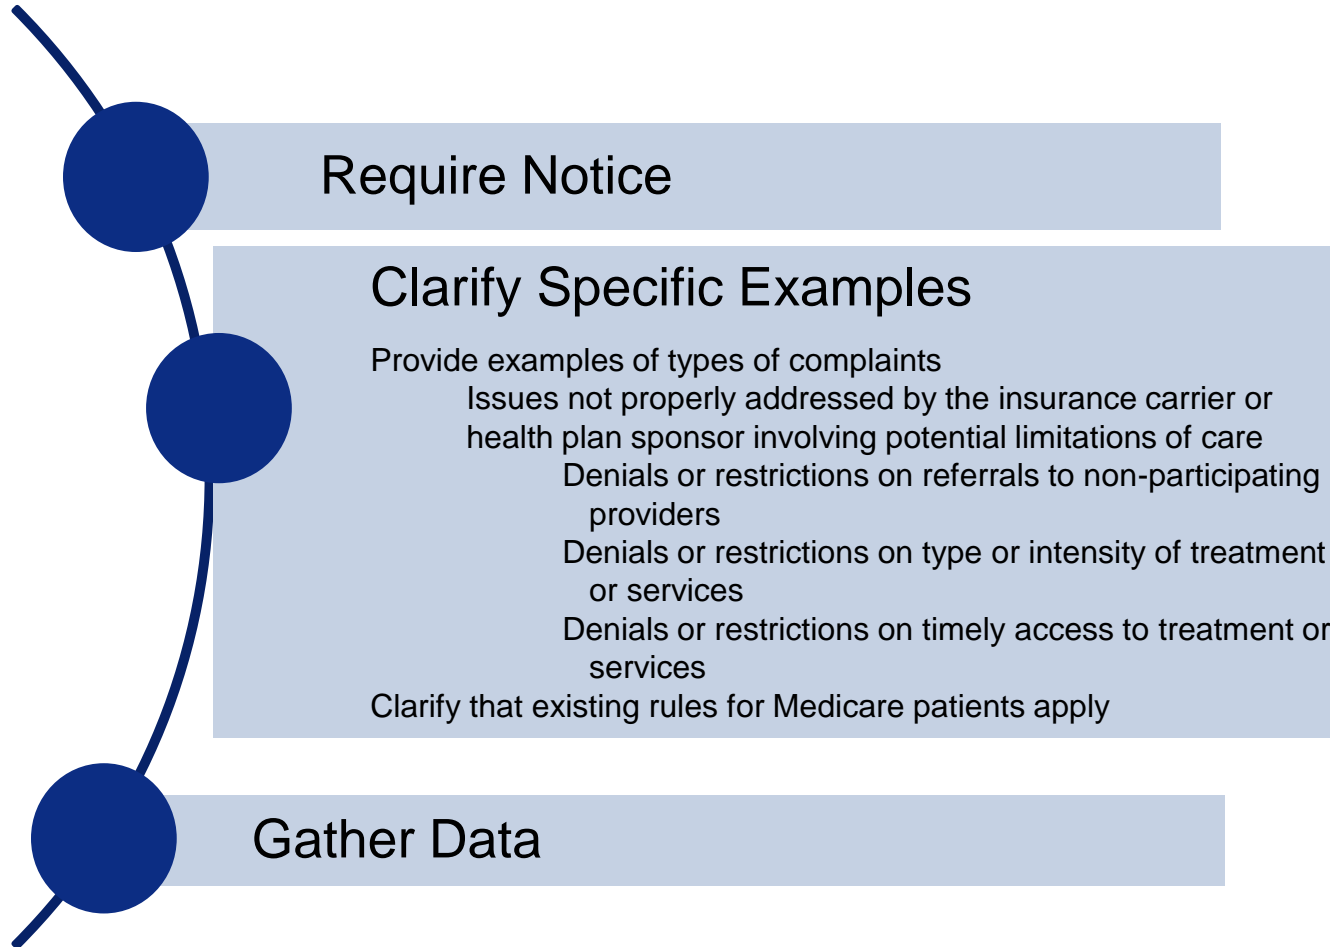 Require Notice
Clarify Specific Examples
Provide examples of types of complaints
Issues not properly addressed by the insurance carrier or
health plan sponsor involving potential limitations of care
Denials or restrictions on referrals to non-participating
providers
Denials or restrictions on type or intensity of treatment
or services
Denials or restrictions on timely access to treatment or
services
Clarify that existing rules for Medicare patients apply
Gather Data